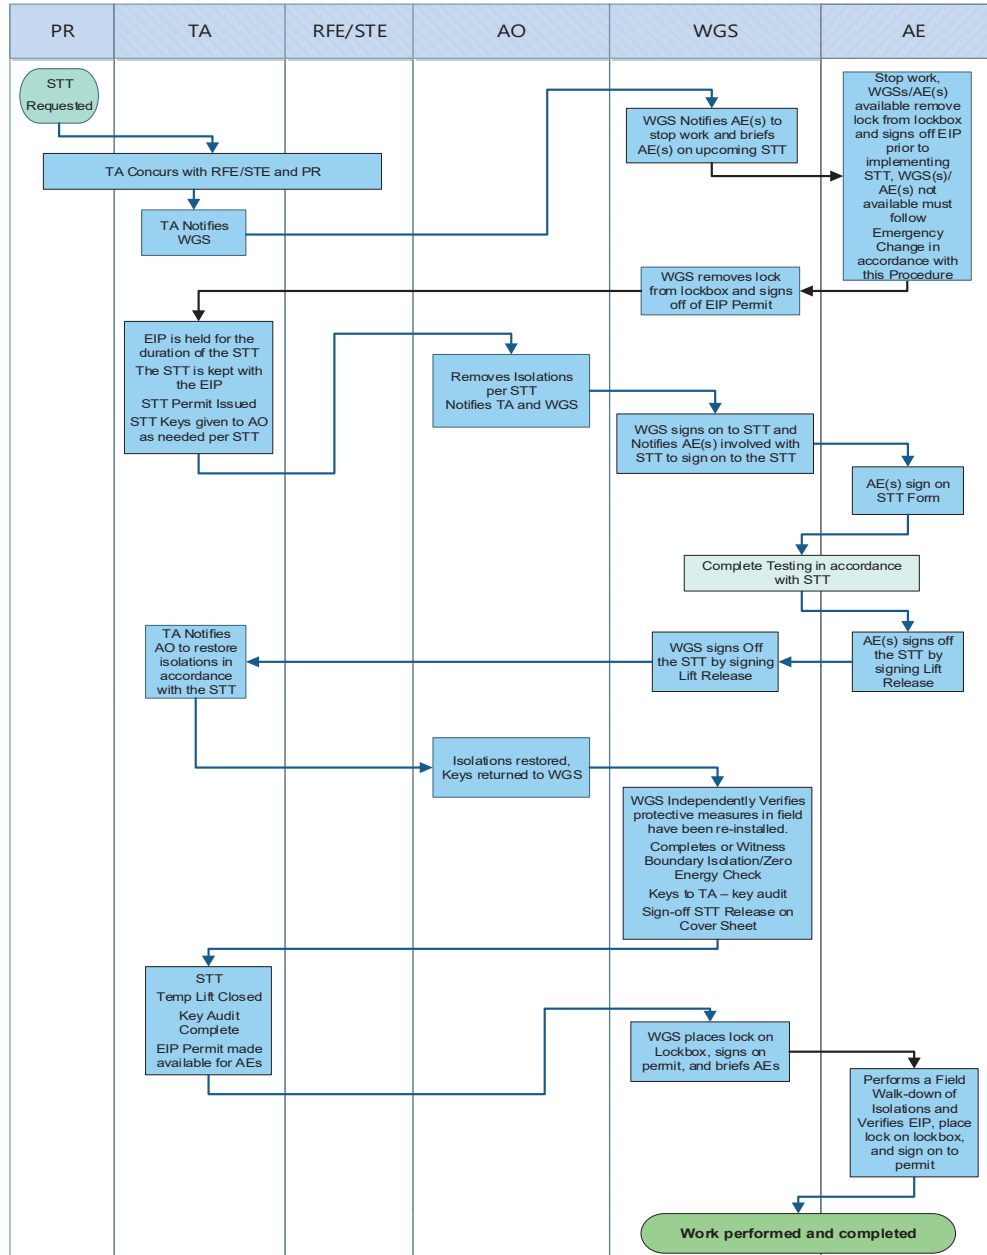 PR
TA
RFE/STE
AO
WGS
AE
STT
Requested
TA Concurs with RFE/STE and PR
TA Notifies
WGS
WGS Notifies AE(s) to
stop work and briefs
AE(s) on upcoming STT
Stop work,
WGSs/AE(s)
available remove
lock from lockbox
and signs off EIP
prior to
implementing
STT, WGS(s)/
AE(s) not
available must
follow
Emergency
Change in
accordance with
this Procedure
WGS removes lock
from lockbox and signs
off of EIP Permit
EIP is held for the
duration of the STT
The STT is kept with
the EIP
STT Permit Issued
STT Keys given to AO
as needed per STT
Removes Isolations
per STT
Notifies TA and WGS
WGS signs on to STT and
Notifies AE(s) involved with
STT to sign on to the STT
AE(s) sign on
STT Form
Complete Testing in accordance
with STT
AE(s) signs off
the STT by
signing Lift
Release
WGS signs Off
the STT by
signing Lift
Release
TA Notifies
AO to restore
isolations in
accordance
with the STT
Isolations restored,
Keys returned to WGS
WGS Independently Verifies
protective measures in field
have been re-installed.
Completes or Witness
Boundary Isolation/Zero
Energy Check
Keys to TA – key audit
Sign-off STT Release on
Cover Sheet
STT
Temp Lift Closed
Key Audit
Complete
EIP Permit made
available for AEs
WGS places lock on
Lockbox, signs on
permit, and briefs AEs
Performs a Field
Walk-down of
Isolations and
Verifies EIP, place
lock on lockbox,
and sign on to
permit
Work performed and completed